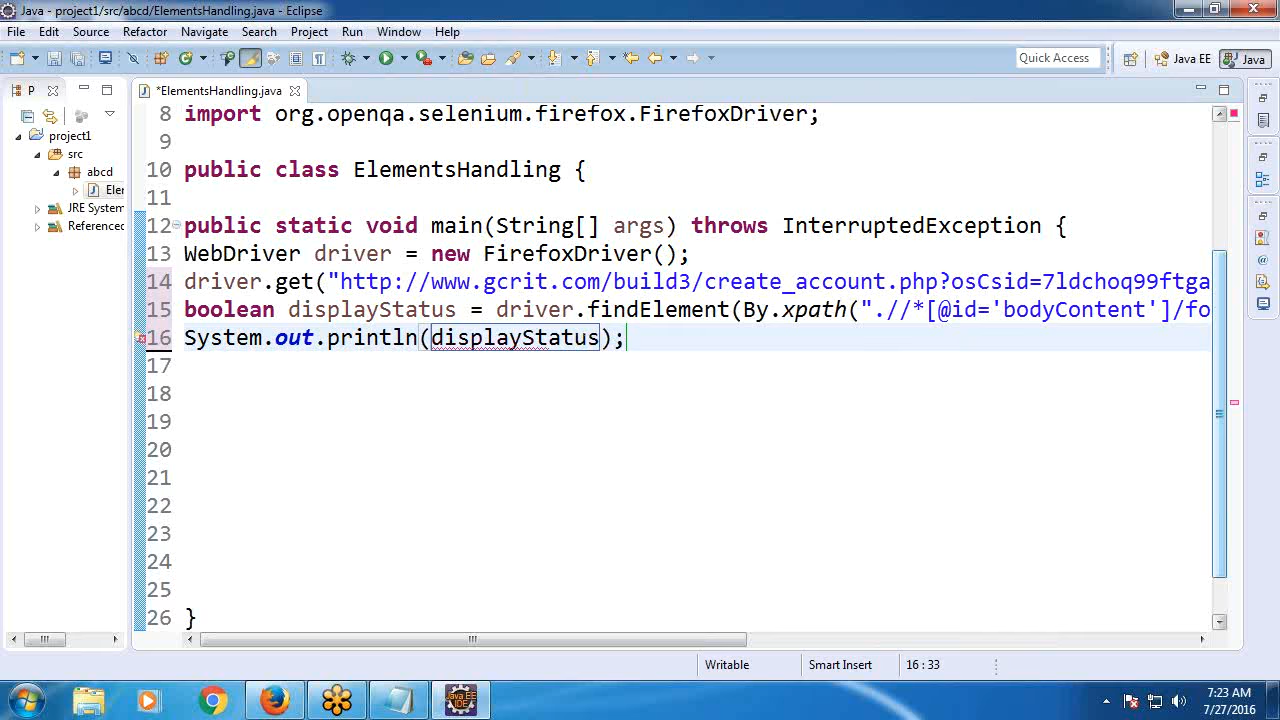 Java - project1/src/abcd/ElementsHandling.java - Eclipse
File Edit Source Refactor Navigate Search Project Run Window Help
Quick Access Java EE Java
P *ElementsHandling.java
project1
src
abcd
Elen
JRE System
Referenced
8 import org.openqa.selenium.firefox.FirefoxDriver;
9
10 public class ElementsHandling {
11
12 public static void main(String[] args) throws InterruptedException {
13 WebDriver driver = new FirefoxDriver();
14 driver.get("http://www.gcrit.com/build3/create_account.php?osCsid=7ldchoq99ftga
15 boolean displayStatus = driver.findElement(By.xpath(".//*[@id='bodyContent']/fo
16 System.out.println(displayStatus);
17
18
19
20
21
22
23
24
25
26 }
Writable Smart Insert 16 : 33
Java EE
IDE
7:23 AM
7/27/2016